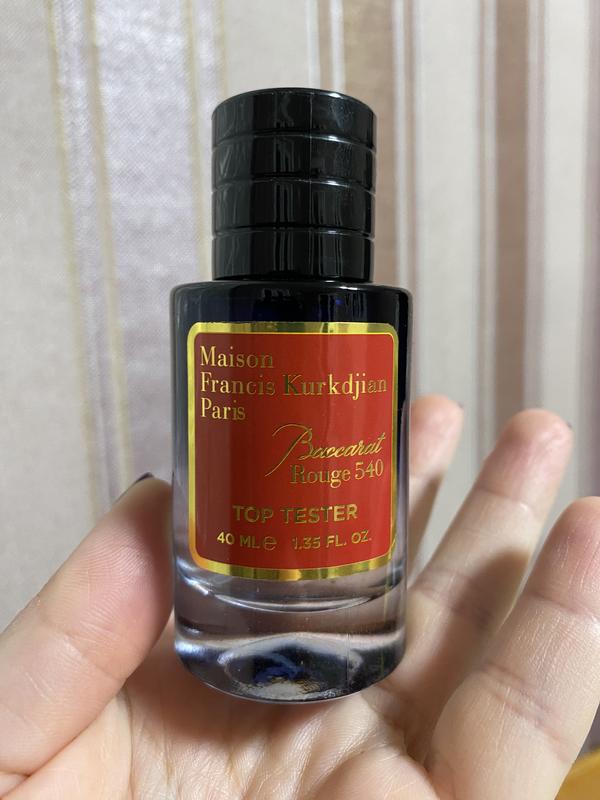 Maison
Francis Kurkdjian
Paris
Baccarat
Rouge 540
TOP TESTER
40 ML ℮ 1.35 FL. OZ.